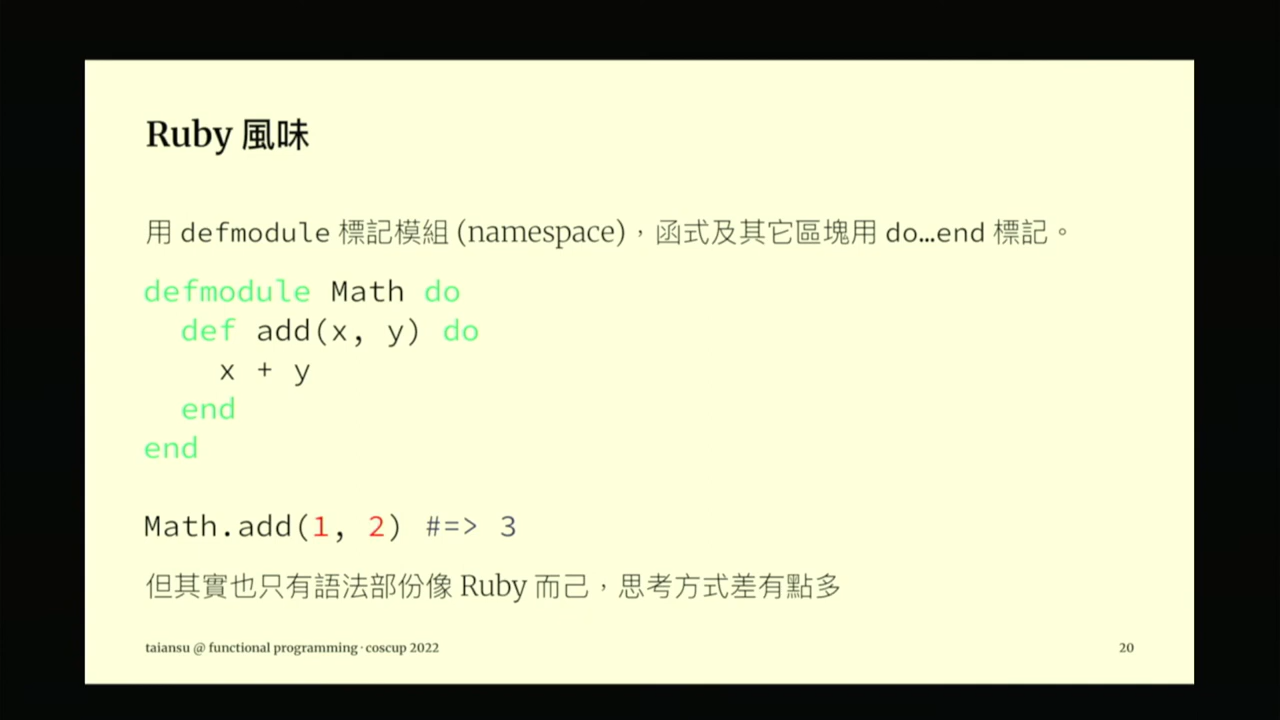 Ruby 風味
用 defmodule 標記模組 (namespace)，函式及其它區塊用 do…end 標記。
defmodule Math do
  def add(x, y) do
    x + y
  end
end
Math.add(1, 2) #=> 3
但其實也只有語法部份像 Ruby 而己，思考方式差有點多
taiansu @ functional programming · coscup 2022
20